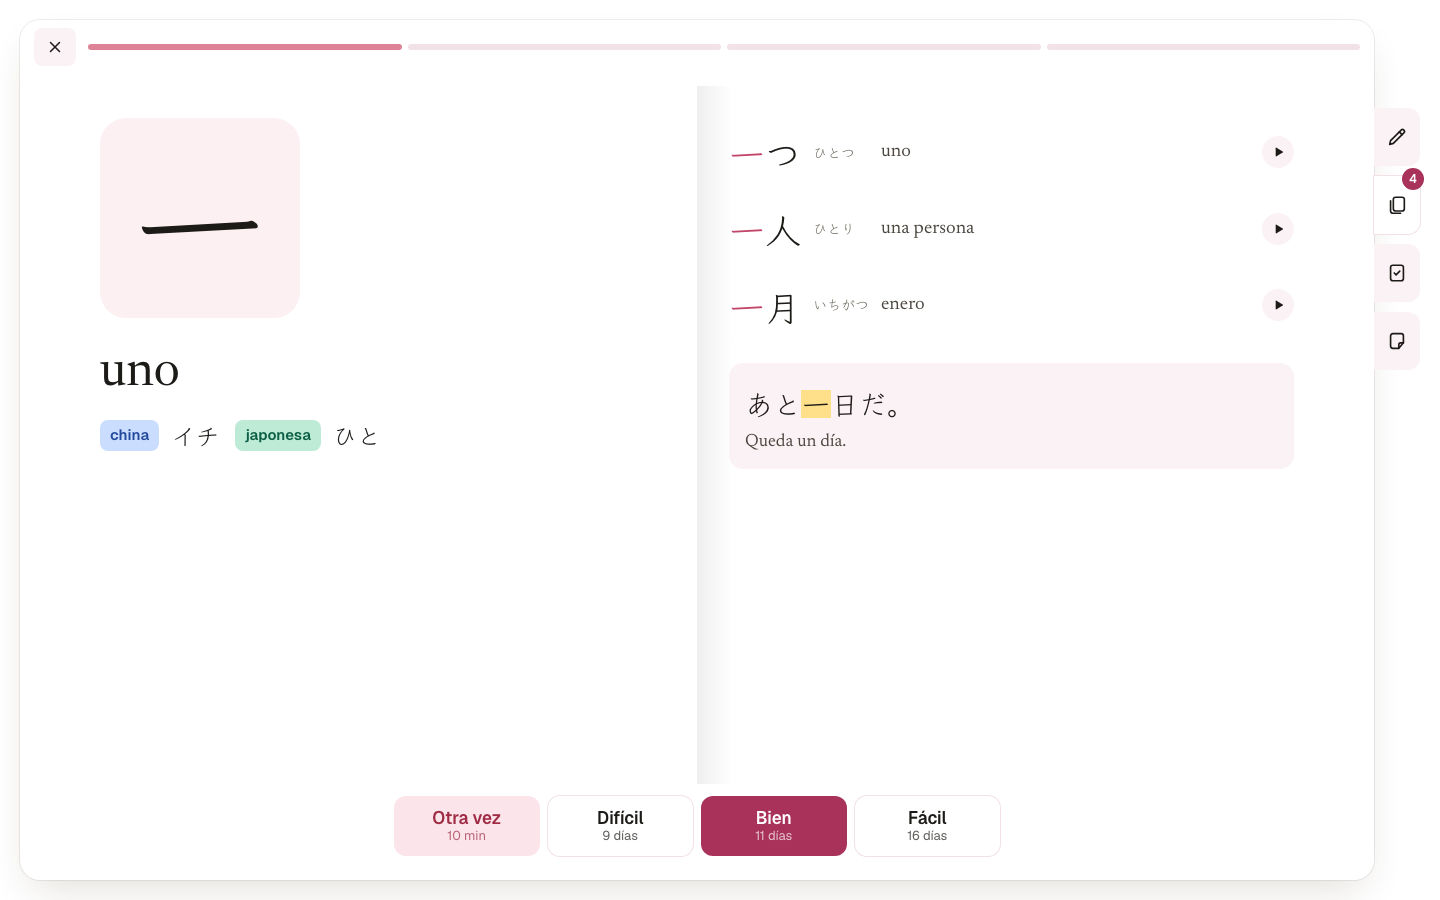 一
uno
china イチ japonesa ひと
一つ ひとつ uno
一人 ひとり una persona
一月 いちがつ enero
あと一日だ。
Queda un día.
4
Otra vez
10 min
Difícil
9 días
Bien
11 días
Fácil
16 días